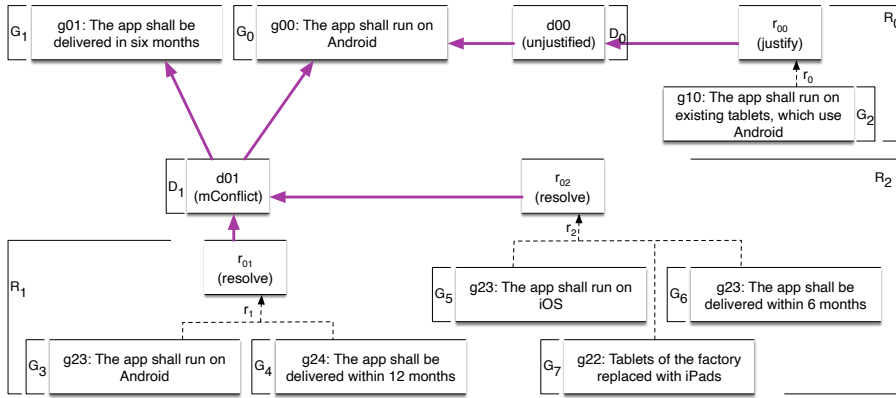 G1
g01: The app shall
be delivered in six months
G0
g00: The app shall run on
Android
d00
(unjustified)
D0
r00
(justify)
R0
r0
g10: The app shall run on
existing tablets, which use
Android
G2
D1
d01
(mConflict)
r02
(resolve)
R2
r2
R1
r01
(resolve)
r1
G5
g23: The app shall run on
iOS
G6
g23: The app shall be
delivered within 6 months
G3
g23: The app shall run on
Android
G4
g24: The app shall be
delivered within 12 months
G7
g22: Tablets of the factory
replaced with iPads